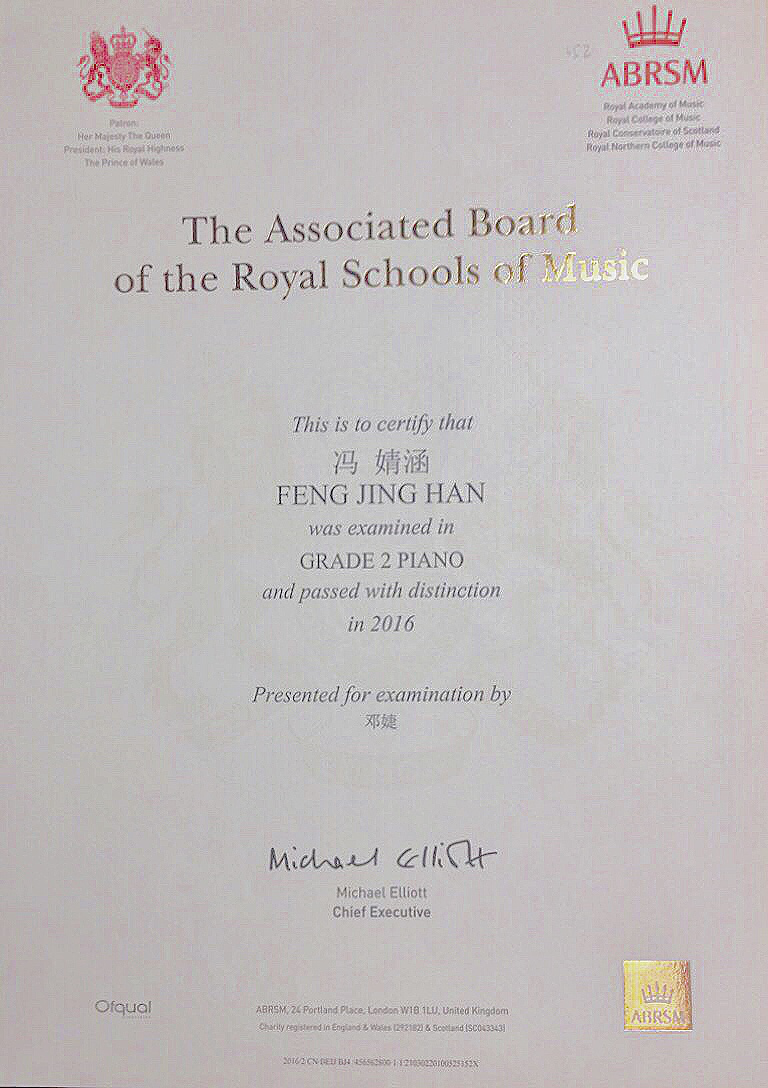 Patron:
Her Majesty The Queen
President: His Royal Highness
The Prince of Wales
452
ABRSM
Royal Academy of Music
Royal College of Music
Royal Conservatoire of Scotland
Royal Northern College of Music
The Associated Board
of the Royal Schools of Music
This is to certify that
冯 婧涵
FENG JING HAN
was examined in
GRADE 2 PIANO
and passed with distinction
in 2016
Presented for examination by
邓婕
Michael Elliott
Michael Elliott
Chief Executive
Ofqual
ABRSM, 24 Portland Place, London W1B 1LU, United Kingdom
Charity registered in England & Wales (292182) & Scotland (SC043343)
ABRSM